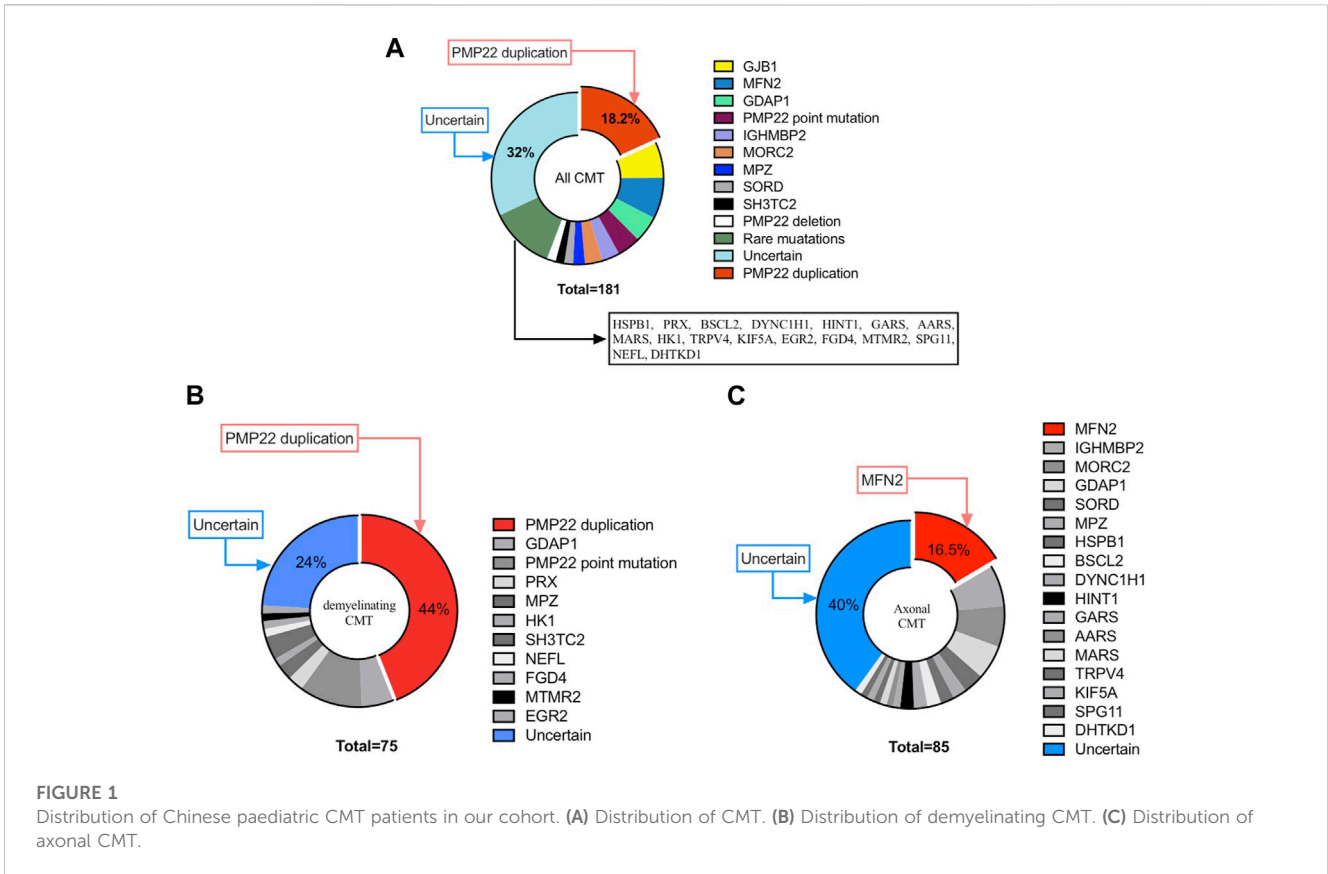 A
PMP22 duplication
Uncertain
18.2%
32%
All CMT
Total=181
GJB1
MFN2
GDAP1
PMP22 point mutation
IGHMBP2
MORC2
MPZ
SORD
SH3TC2
PMP22 deletion
Rare muatations
Uncertain
PMP22 duplication
HSPB1, PRX, BSCL2, DYNC1H1, HINT1, GARS, AARS,
MARS, HK1, TRPV4, KIF5A, EGR2, FGD4, MTMR2, SPG11,
NEFL, DHTKD1
B
PMP22 duplication
Uncertain
24%
44%
demyelinating
CMT
Total=75
PMP22 duplication
GDAP1
PMP22 point mutation
PRX
MPZ
HK1
SH3TC2
NEFL
FGD4
MTMR2
EGR2
Uncertain
C
MFN2
Uncertain
16.5%
40%
Axonal
CMT
Total=85
MFN2
IGHMBP2
MORC2
GDAP1
SORD
MPZ
HSPB1
BSCL2
DYNC1H1
HINT1
GARS
AARS
MARS
TRPV4
KIF5A
SPG11
DHTKD1
Uncertain
FIGURE 1
Distribution of Chinese paediatric CMT patients in our cohort. (A) Distribution of CMT. (B) Distribution of demyelinating CMT. (C) Distribution of
axonal CMT.